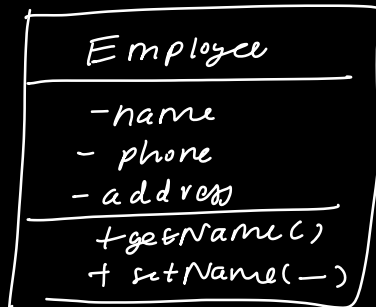 Employee
-name
- phone
- address
+getName()
+ setName(_)